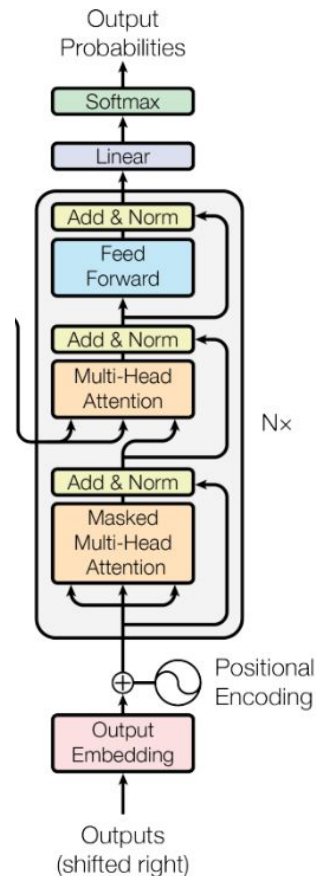 Output
Probabilities
Softmax
Linear
Add & Norm
Feed
Forward
Add & Norm
Multi-Head
Attention
N×
Add & Norm
Masked
Multi-Head
Attention
Positional
Encoding
Output
Embedding
Outputs
(shifted right)